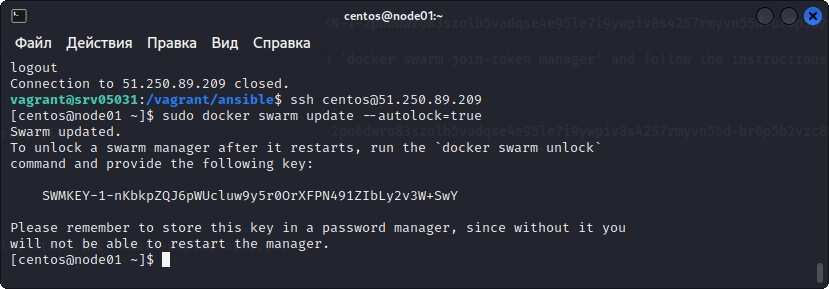 centos@node01:~
Файл Действия Правка Вид Справка
logout
Connection to 51.250.89.209 closed.
vagrant@srv05031:/vagrant/ansible$ ssh centos@51.250.89.209
[centos@node01 ~]$ sudo docker swarm update --autolock=true
Swarm updated.
To unlock a swarm manager after it restarts, run the `docker swarm unlock`
command and provide the following key:
SWMKEY-1-nKbkpZQJ6pWUcluw9y5r0OrXFPN491ZIbLy2v3W+SwY
Please remember to store this key in a password manager, since without it you
will not be able to restart the manager.
[centos@node01 ~]$